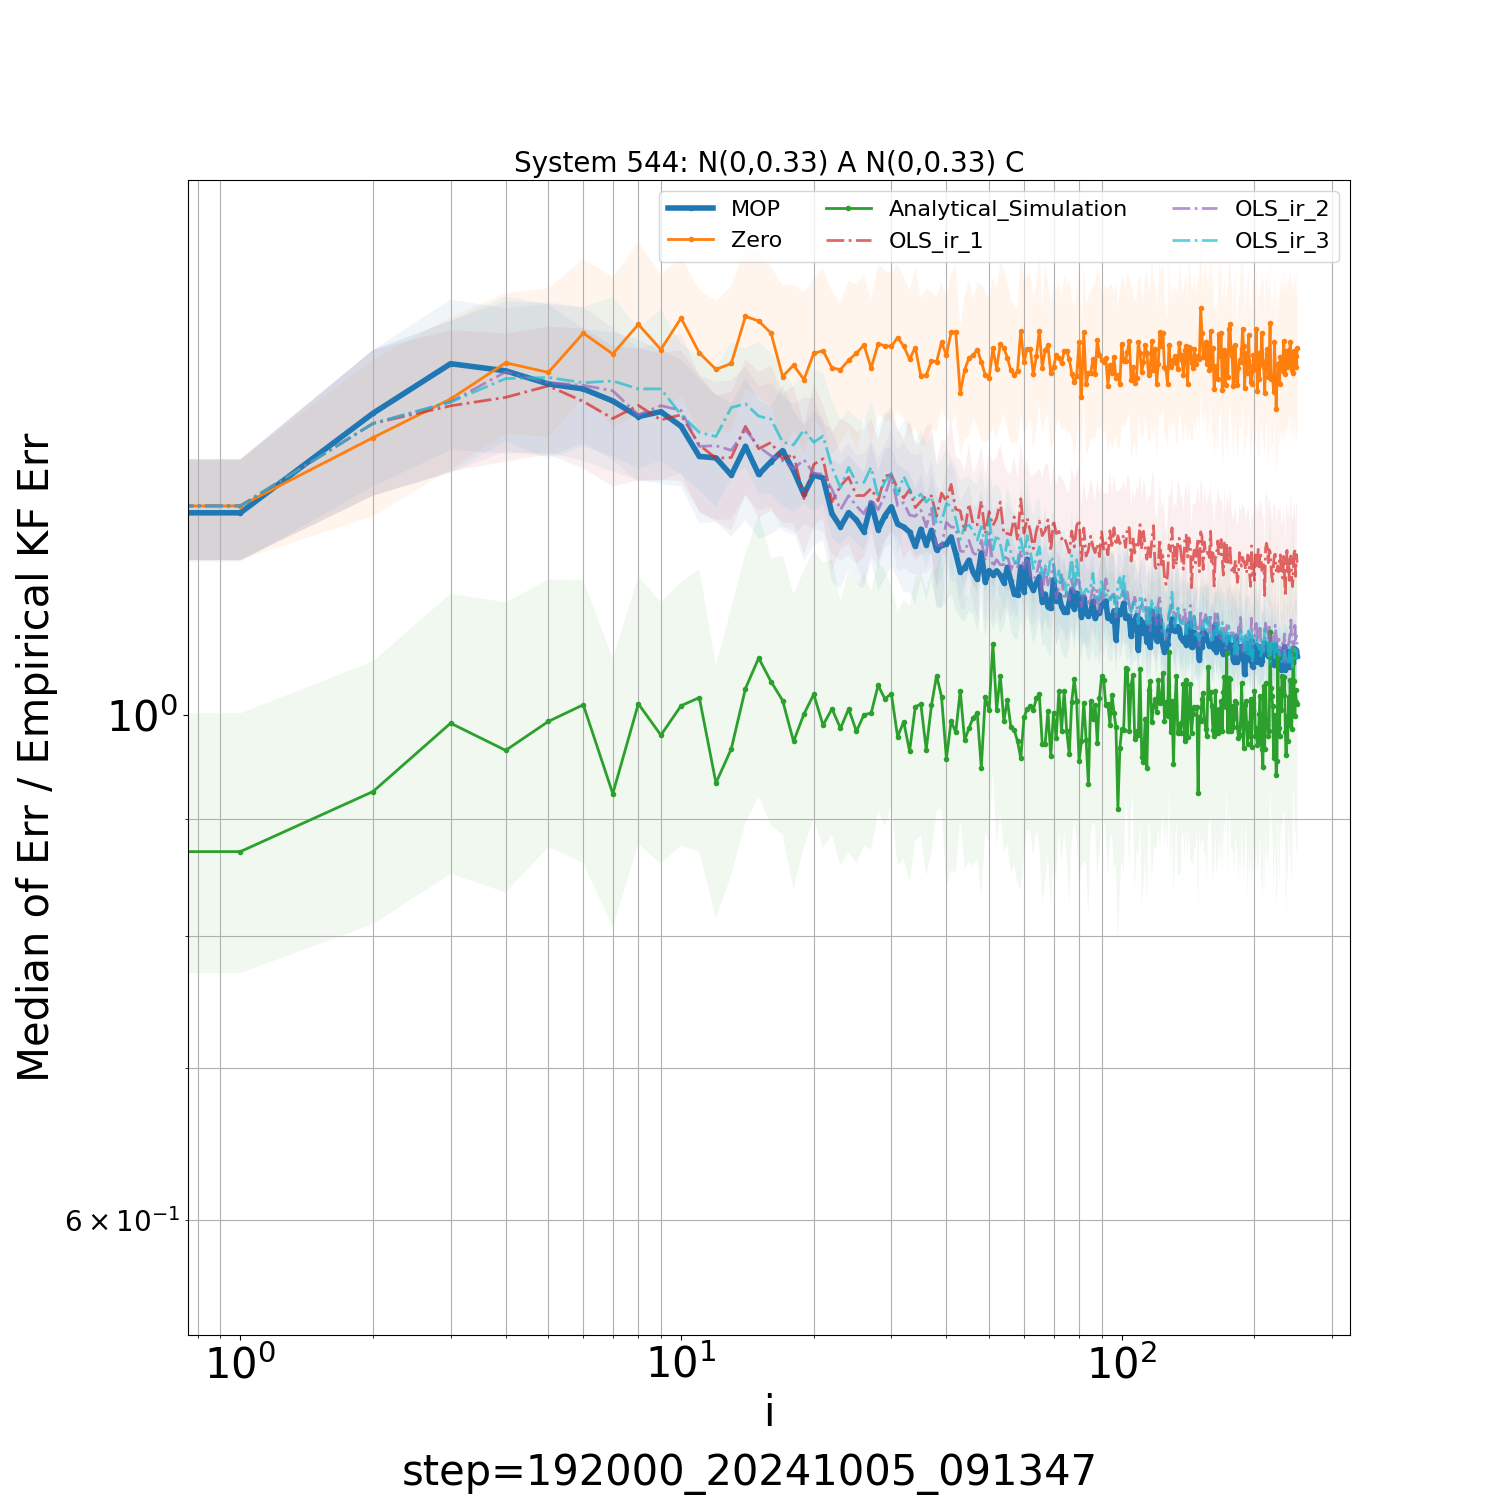 System 544: N(0,0.33) A N(0,0.33) C
MOP
Zero
Analytical_Simulation
OLS_ir_1
OLS_ir_2
OLS_ir_3
Median of Err / Empirical KF Err
10⁰
6 × 10⁻¹
10⁰
10¹
10²
i
step=192000_20241005_091347